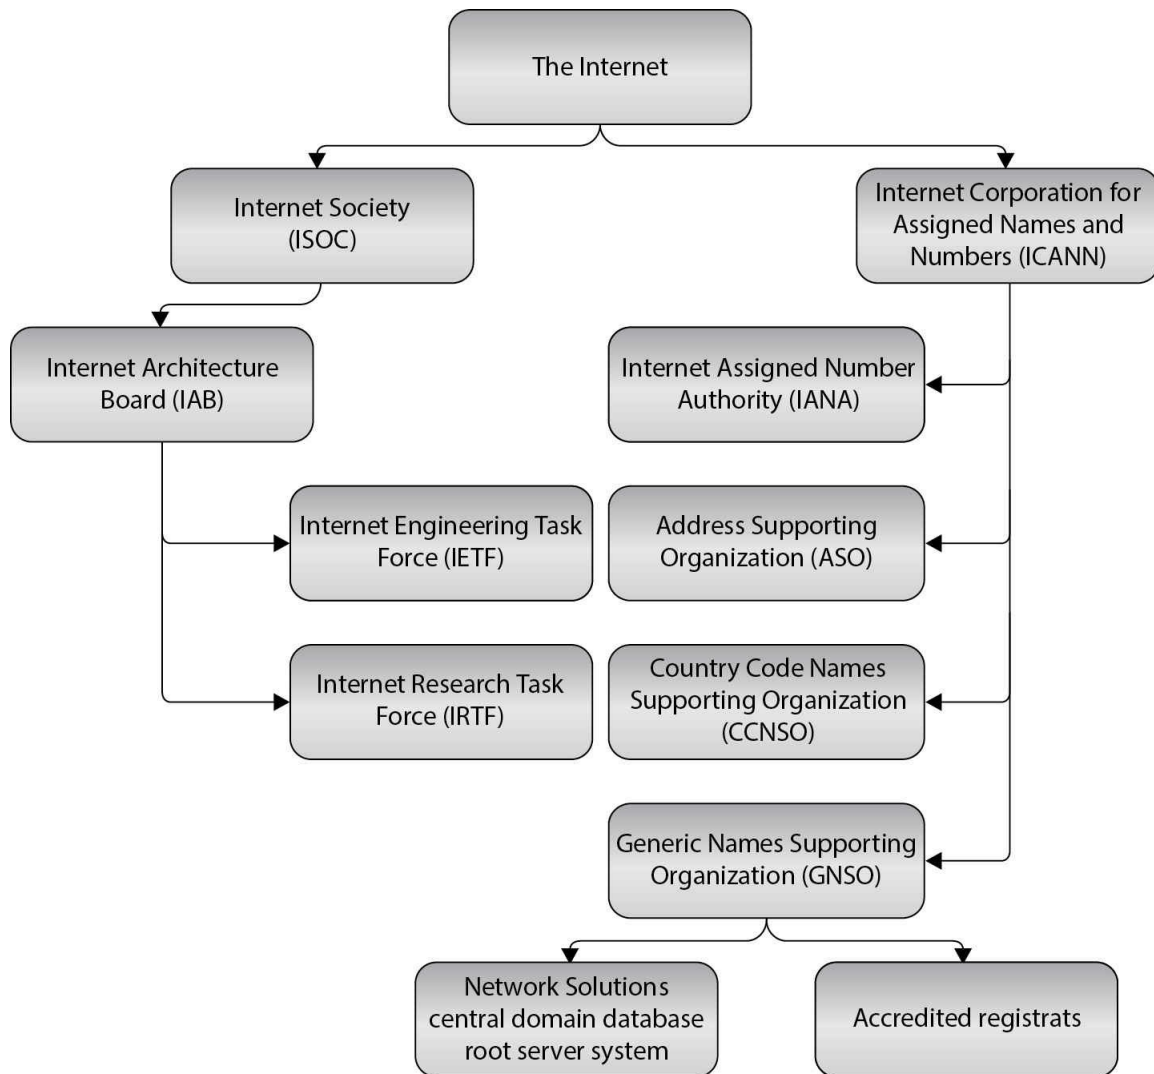 The Internet
Internet Society
(ISOC)
Internet Corporation for
Assigned Names and
Numbers (ICANN)
Internet Architecture
Board (IAB)
Internet Assigned Number
Authority (IANA)
Internet Engineering Task
Force (IETF)
Address Supporting
Organization (ASO)
Internet Research Task
Force (IRTF)
Country Code Names
Supporting Organization
(CCNSO)
Generic Names Supporting
Organization (GNSO)
Network Solutions
central domain database
root server system
Accredited registrats